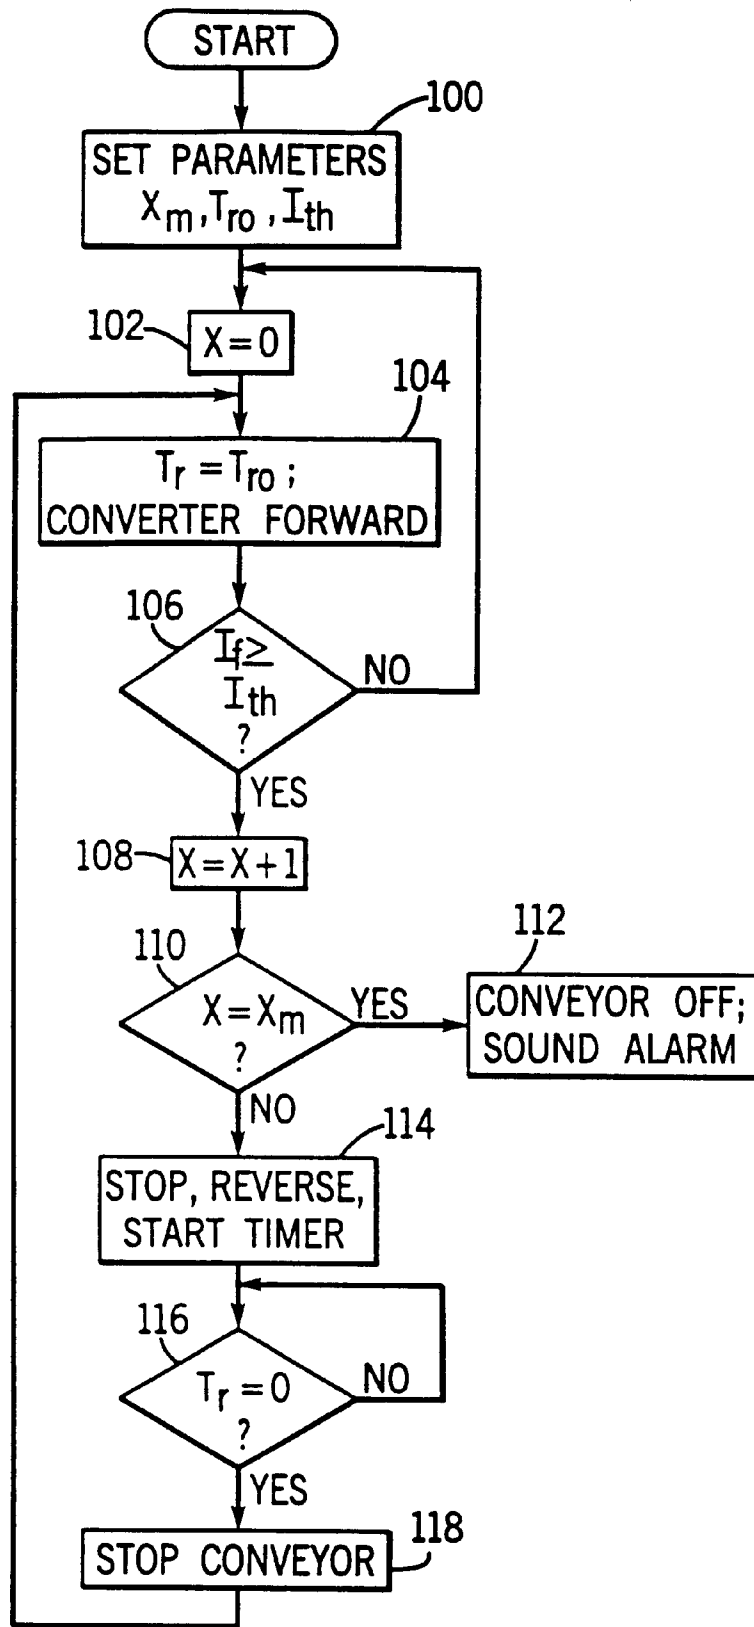 START
100
SET PARAMETERS
Xm, Tro, Ith
102
X=0
104
Tr = Tro;
CONVERTER FORWARD
106
If≥
Ith
?
NO
YES
108
X=X+1
110
X=Xm
?
YES
112
CONVEYOR OFF;
SOUND ALARM
NO
114
STOP, REVERSE,
START TIMER
116
Tr=0
?
NO
YES
118
STOP CONVEYOR